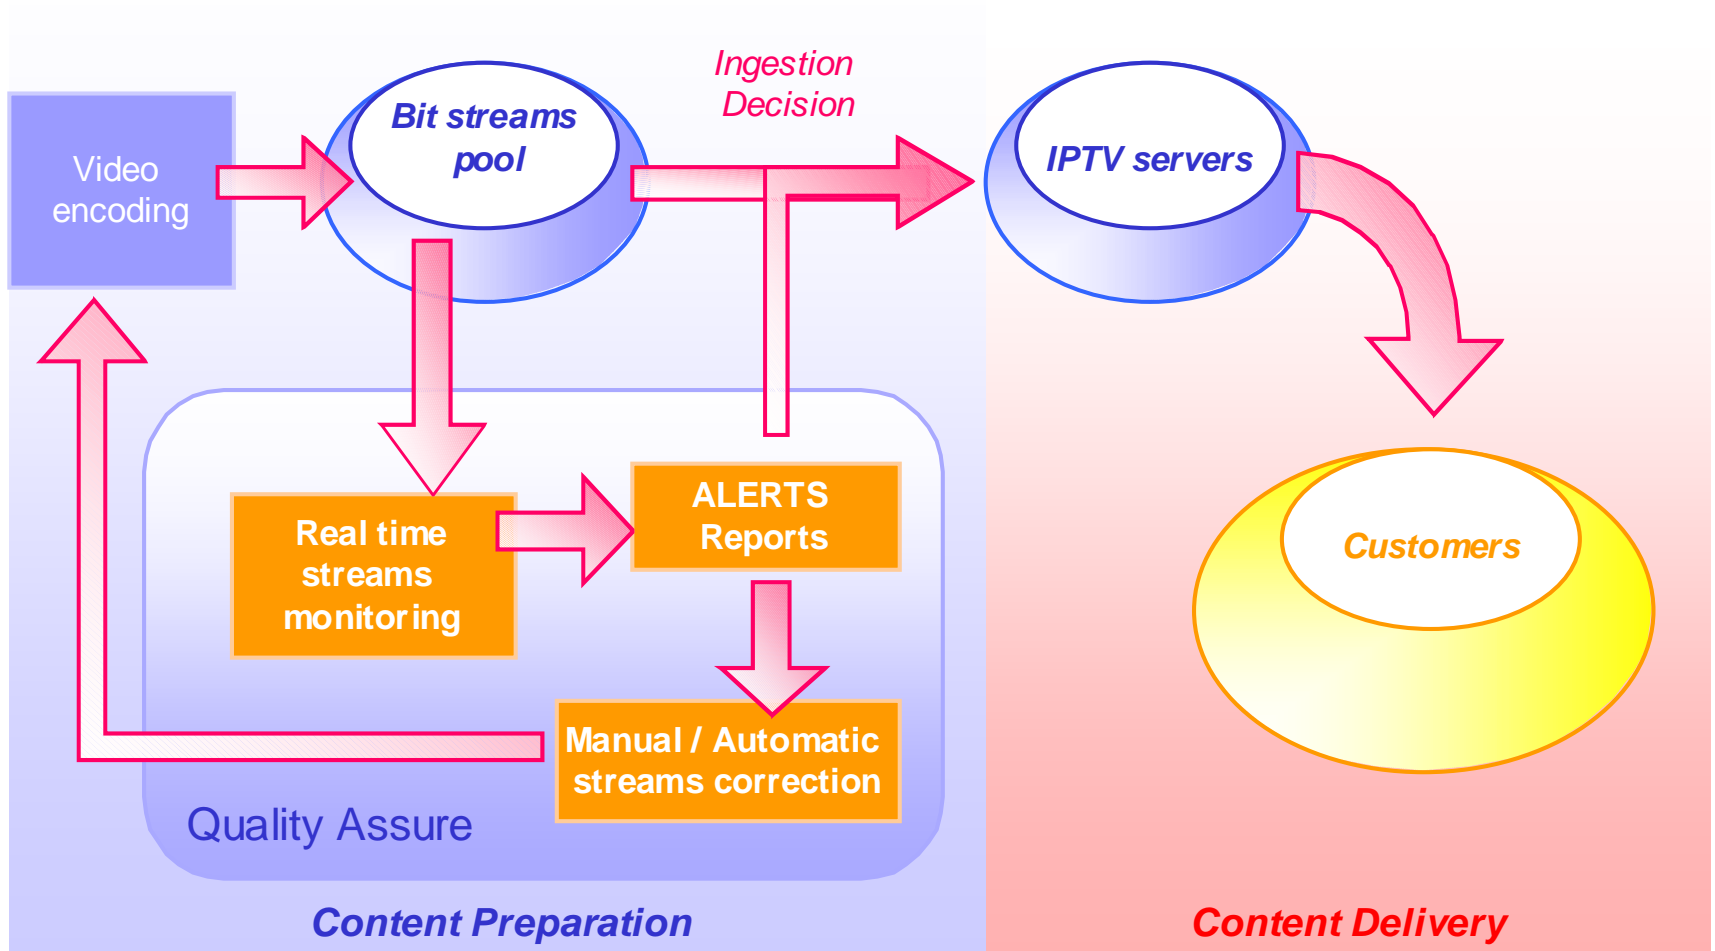 Ingestion
Decision
Bit streams
pool
Video
encoding
IPTV servers
ALERTS
Reports
Real time
streams
monitoring
Customers
Manual / Automatic
streams correction
Quality Assure
Content Preparation
Content Delivery